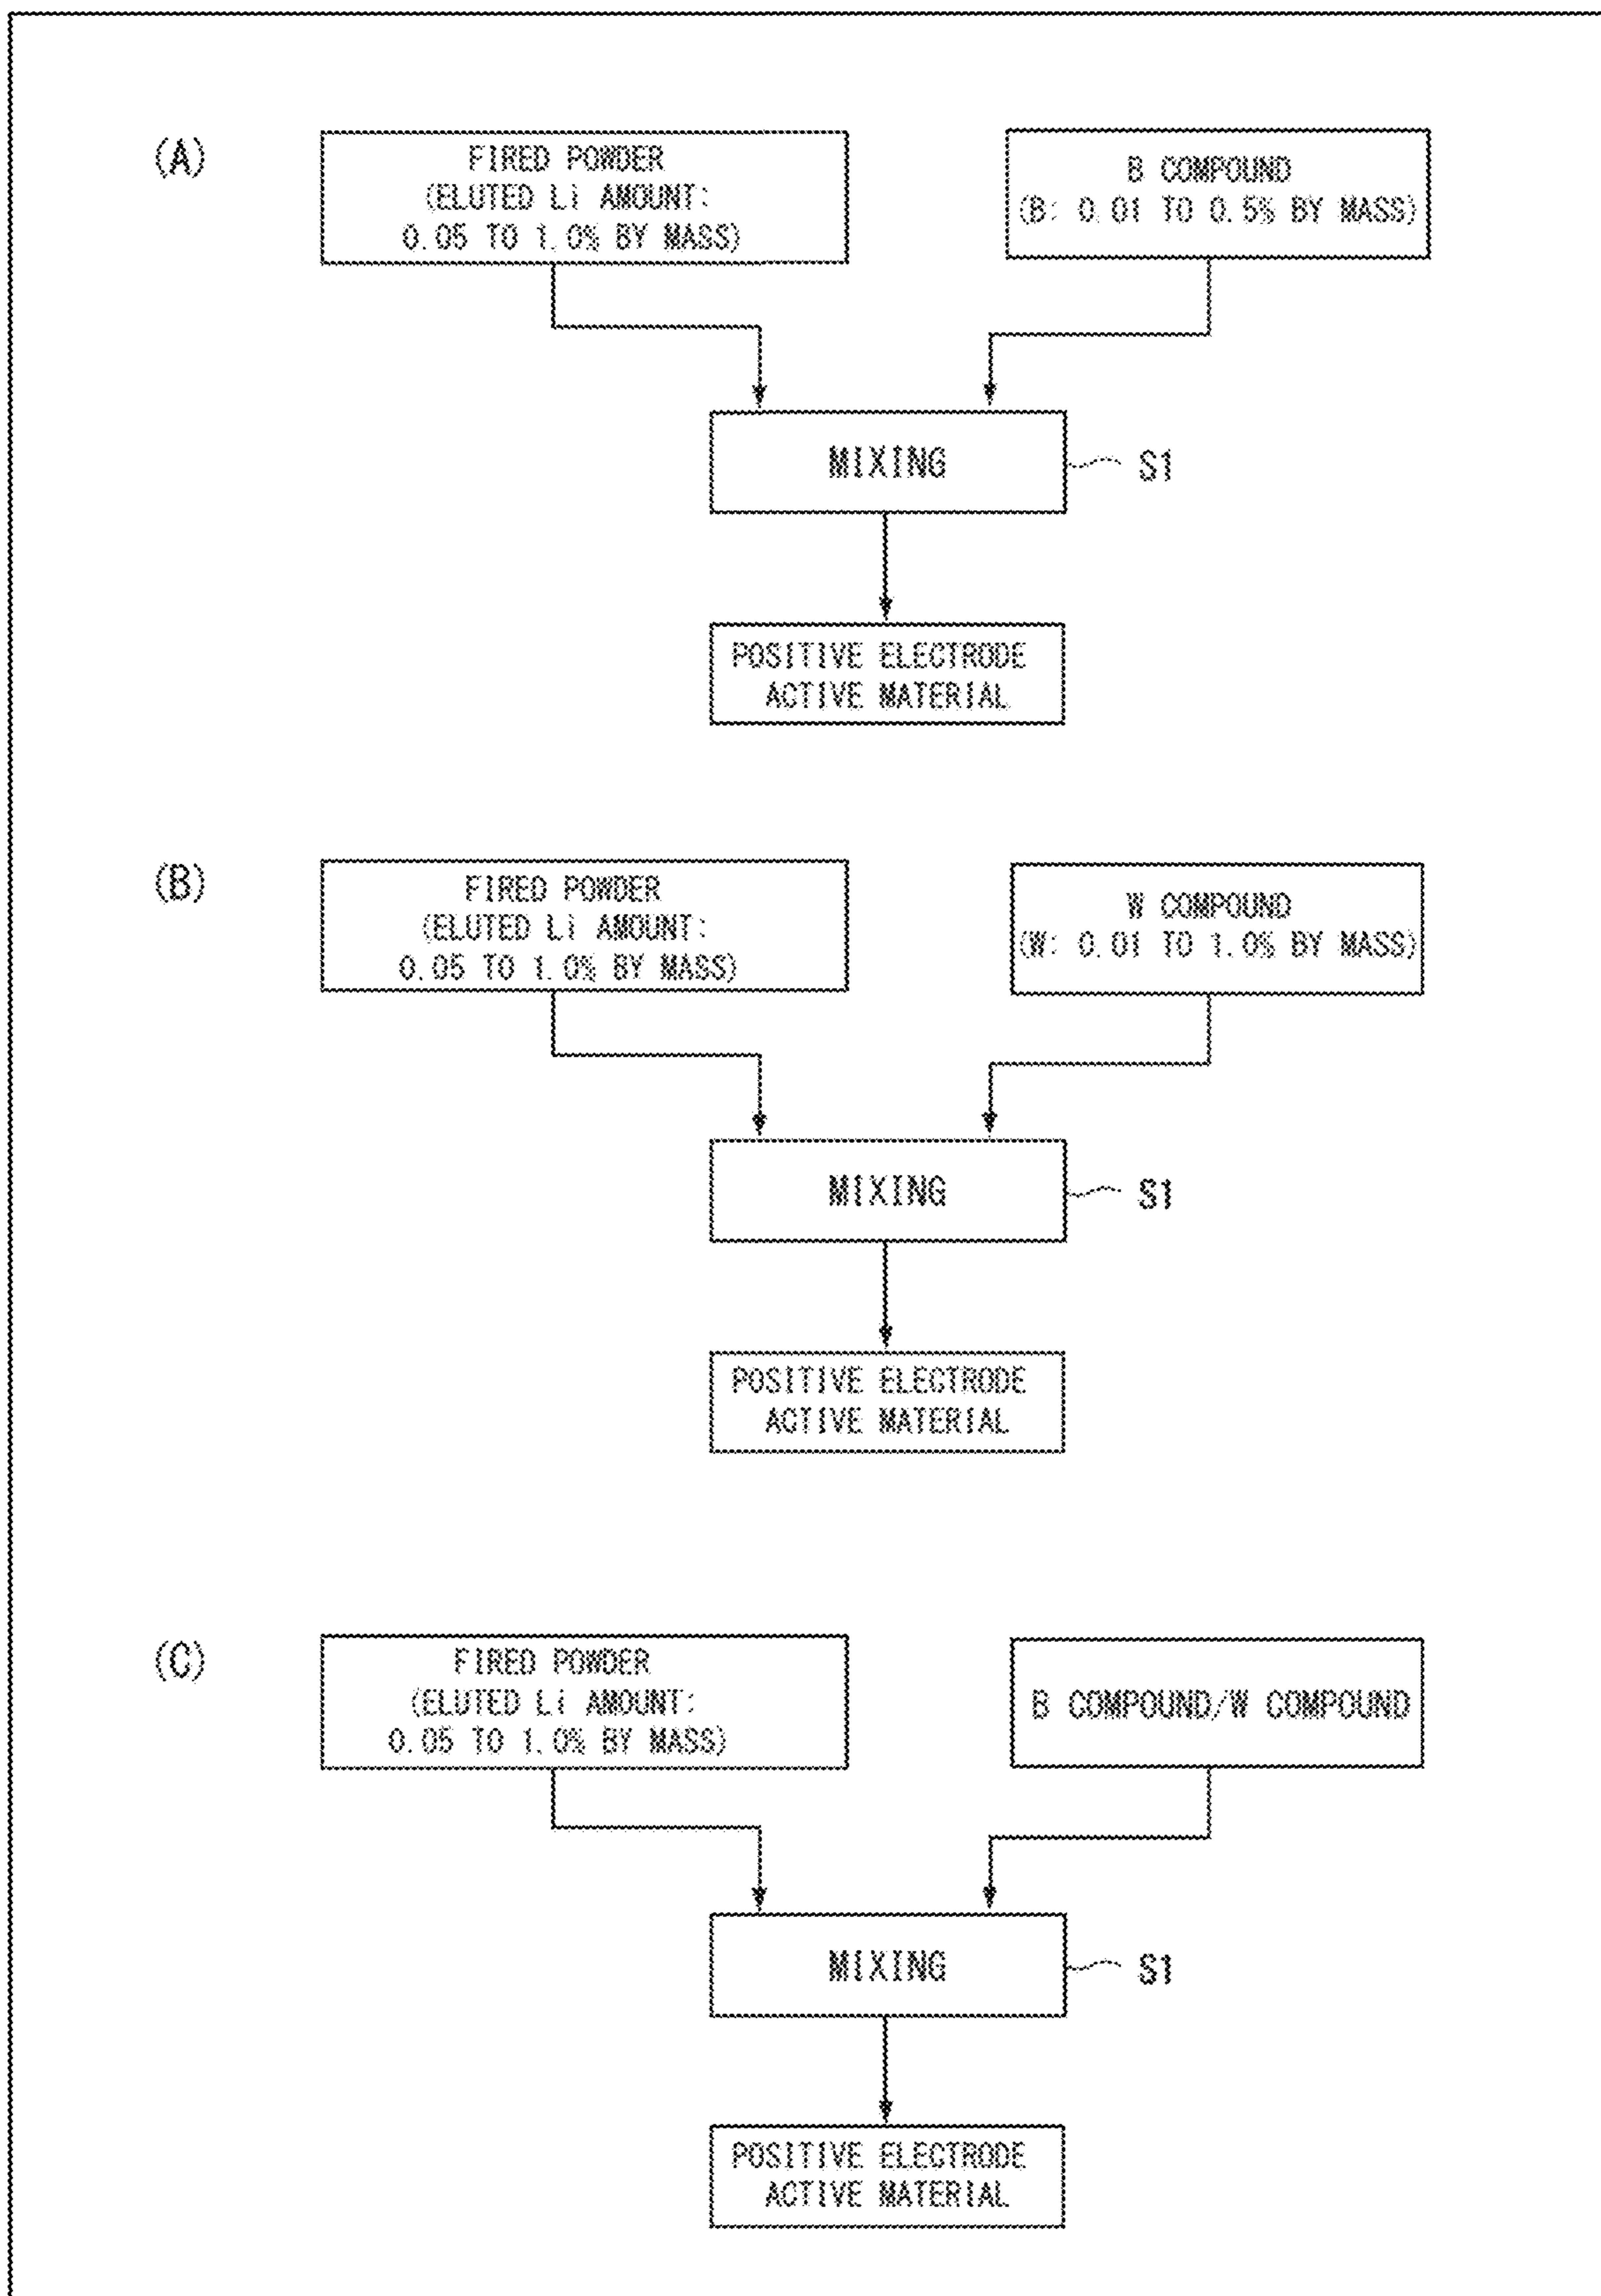 (A)
FIRED POWDER
(ELUTED Li AMOUNT:
0.05 TO 1.0% BY MASS)
B COMPOUND
(B: 0.01 TO 0.5% BY MASS)
MIXING
S1
POSITIVE ELECTRODE
ACTIVE MATERIAL
(B)
FIRED POWDER
(ELUTED Li AMOUNT:
0.05 TO 1.0% BY MASS)
W COMPOUND
(W: 0.01 TO 1.0% BY MASS)
MIXING
S1
POSITIVE ELECTRODE
ACTIVE MATERIAL
(C)
FIRED POWDER
(ELUTED Li AMOUNT:
0.05 TO 1.0% BY MASS)
B COMPOUND/W COMPOUND
MIXING
S1
POSITIVE ELECTRODE
ACTIVE MATERIAL